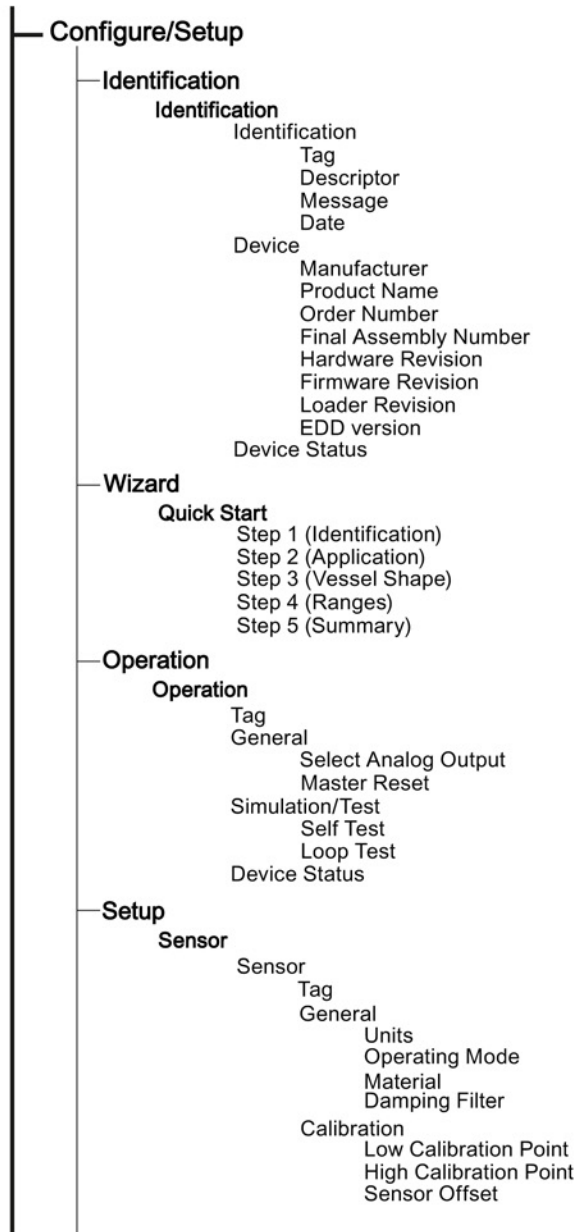 Configure/Setup
Identification
Identification
Identification
Tag
Descriptor
Message
Date
Device
Manufacturer
Product Name
Order Number
Final Assembly Number
Hardware Revision
Firmware Revision
Loader Revision
EDD version
Device Status
Wizard
Quick Start
Step 1 (Identification)
Step 2 (Application)
Step 3 (Vessel Shape)
Step 4 (Ranges)
Step 5 (Summary)
Operation
Operation
Tag
General
Select Analog Output
Master Reset
Simulation/Test
Self Test
Loop Test
Device Status
Setup
Sensor
Sensor
Tag
General
Units
Operating Mode
Material
Damping Filter
Calibration
Low Calibration Point
High Calibration Point
Sensor Offset